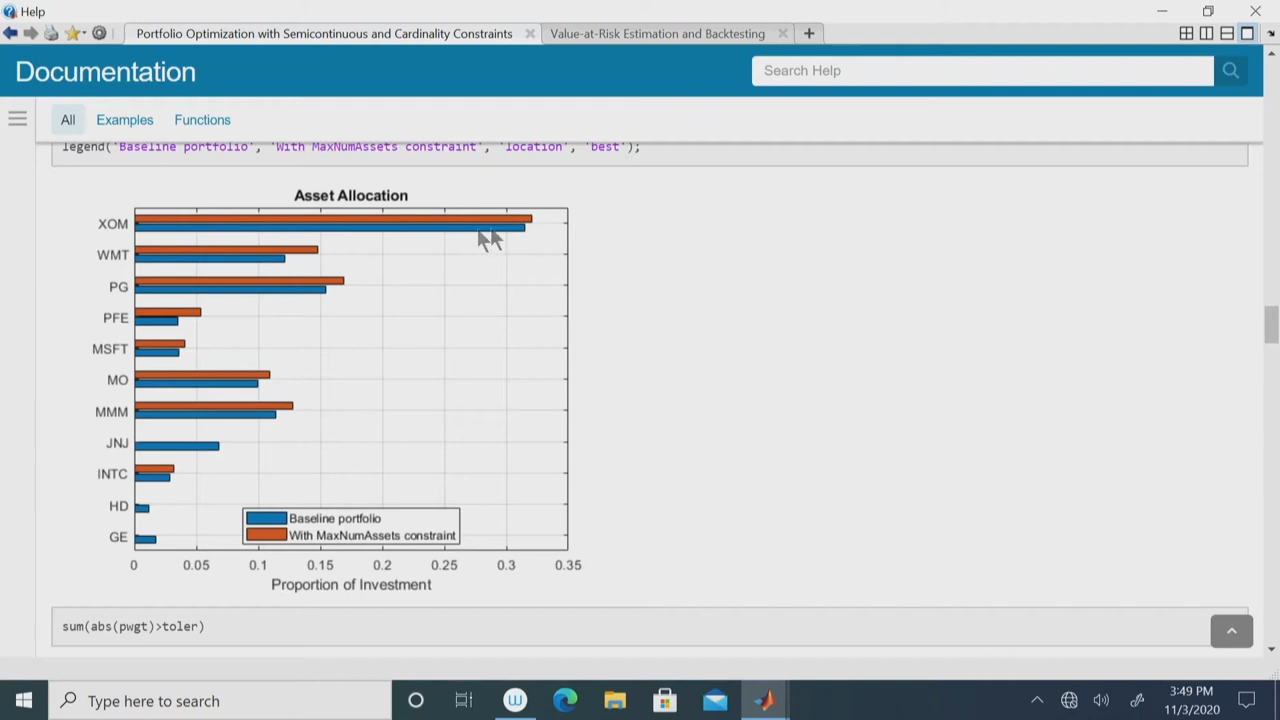 Help
Portfolio Optimization with Semicontinuous and Cardinality Constraints
Value-at-Risk Estimation and Backtesting
Documentation
Search Help
All Examples Functions
legend('Baseline portfolio', 'With MaxNumAssets constraint', 'location', 'best');
Asset Allocation
XOM
WMT
PG
PFE
MSFT
MO
MMM
JNJ
INTC
HD
GE
Baseline portfolio
With MaxNumAssets constraint
0 0.05 0.1 0.15 0.2 0.25 0.3 0.35
Proportion of Investment
sum(abs(pwgt)>toler)
Type here to search
3:49 PM
11/3/2020